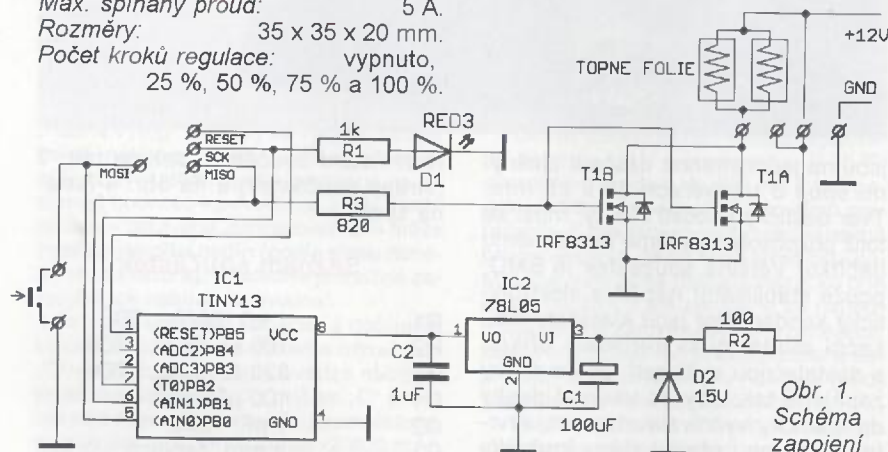 Max. spínaný proud: 5 A.
Rozměry: 35 x 35 x 20 mm.
Počet kroků regulace: vypnuto,
25 %, 50 %, 75 % a 100 %.
+12V
TOPNE FOLIE
GND
RESET
SCK
MISO
MOSI
1k
R1
RED3
D1
R3
820
T1B
T1A
IRF8313
IRF8313
IC1
TINY13
1 (RESET)PB5 VCC 8
3 (ADC2)PB4
2 (ADC3)PB3
7 (T0)PB2
6 (AIN1)PB1
5 (AIN0)PB0 GND 4
IC2
78L05
1 VO VI 3
GND
2
C2
1uF
C1
100uF
100
R2
D2
15V
Obr. 1.
Schéma
zapojení